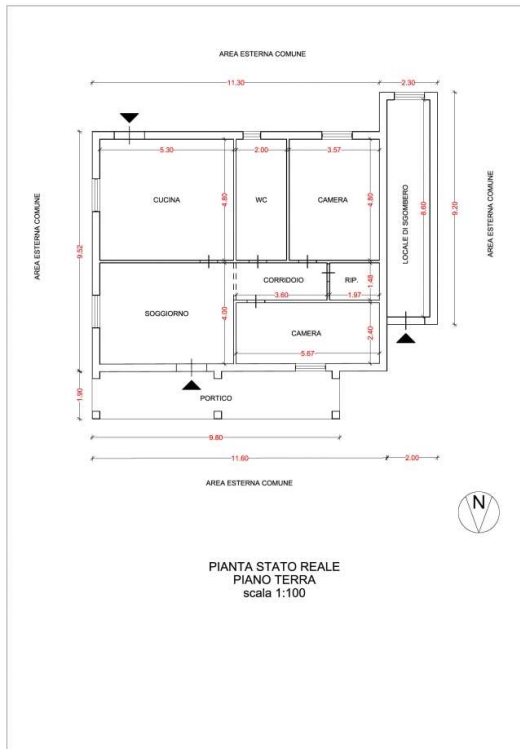 AREA ESTERNA COMUNE
11.30
2.30
5.30
2.00
3.57
AREA ESTERNA COMUNE
9.52
CUCINA
4.80
WC
CAMERA
4.80
LOCALE DI SGOMBERO
8.60
9.20
AREA ESTERNA COMUNE
CORRIDOIO
RIP.
1.48
3.60
1.97
SOGGIORNO
4.00
CAMERA
2.40
5.67
1.90
PORTICO
9.80
11.60
2.00
AREA ESTERNA COMUNE
N
PIANTA STATO REALE
PIANO TERRA
scala 1:100